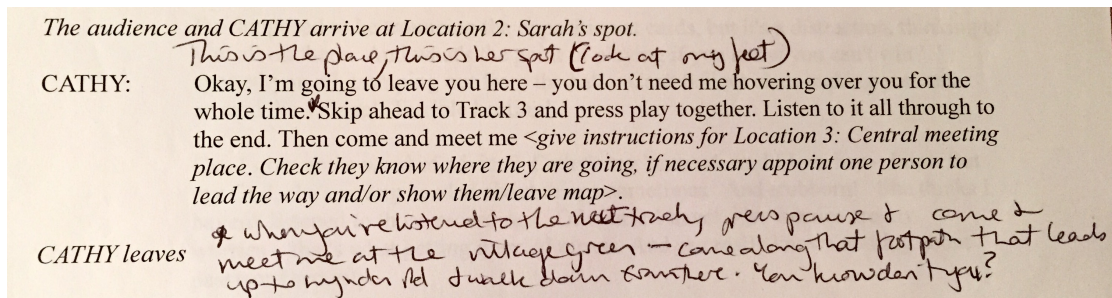 The audience and CATHY arrive at Location 2: Sarah's spot.
This is the place, this is her spot (look at my feet)
CATHY: Okay, I'm going to leave you here – you don't need me hovering over you for the
whole time. Skip ahead to Track 3 and press play together. Listen to it all through to
the end. Then come and meet me <give instructions for Location 3: Central meeting
place. Check they know where they are going, if necessary appoint one person to
lead the way and/or show them/leave map>.
* when you've listened to the next track, press pause & come &
CATHY leaves meet me at the village green – come along that footpath that leads
up to Rd & walk down from there. You know don't you?